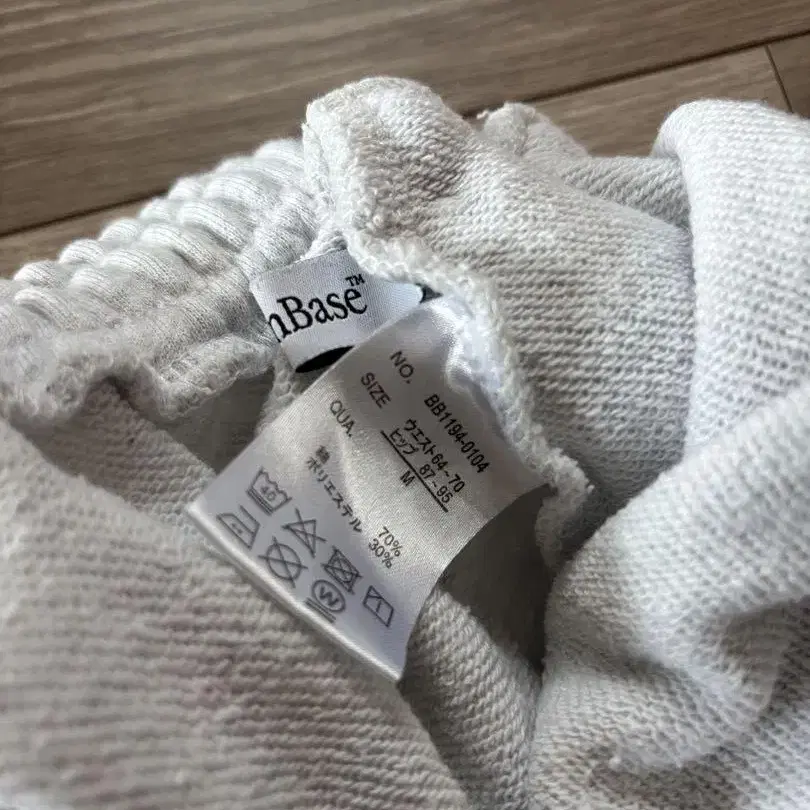 nBase™
NO. BB1194-0104
SIZE ウエスト64~70
ヒップ 87~95
M
QUA.
綿 70%
ポリエステル 30%
40
W